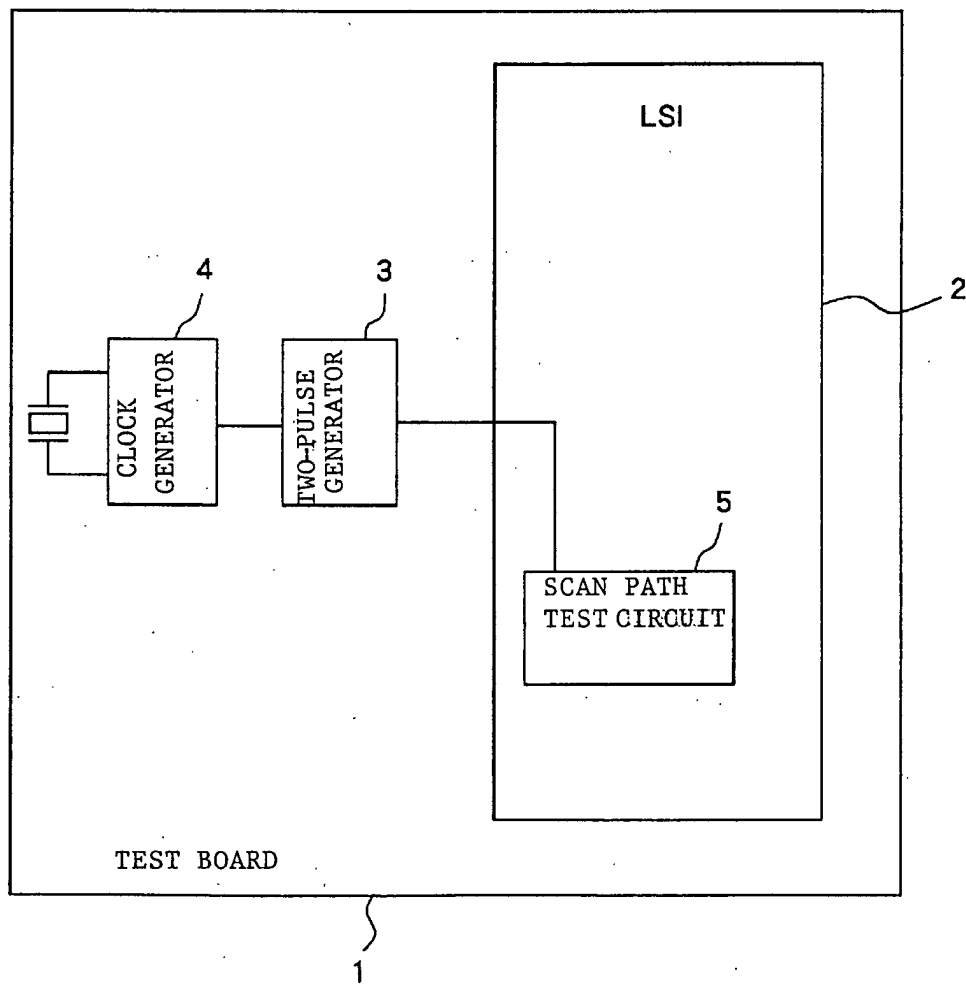 LSI
4
3
2
CLOCK
GENERATOR
TWO-PULSE
GENERATOR
5
SCAN PATH
TEST CIRCUIT
TEST BOARD
1